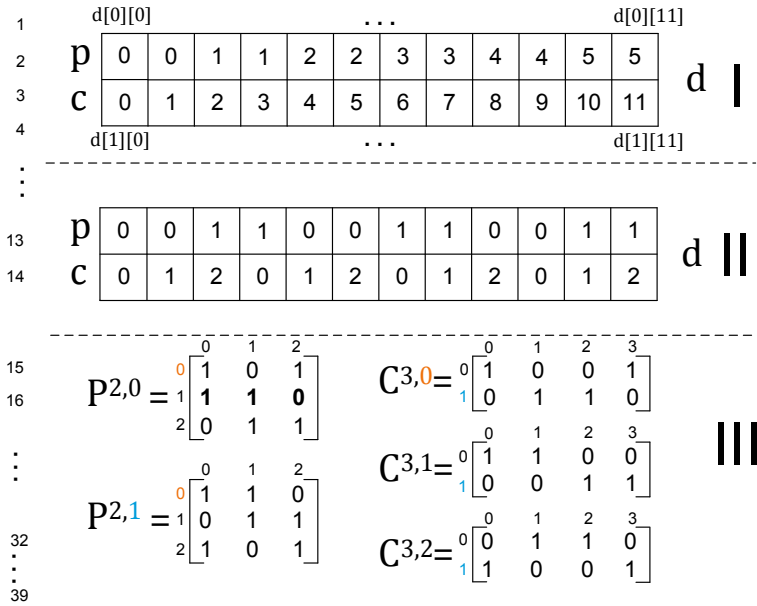 1 d[0][0] ... d[0][11]
2 p 0 0 1 1 2 2 3 3 4 4 5 5 d I
3 c 0 1 2 3 4 5 6 7 8 9 10 11
4 d[1][0] ... d[1][11]
⋮
13 p 0 0 1 1 0 0 1 1 0 0 1 1 d II
14 c 0 1 2 0 1 2 0 1 2 0 1 2
15
16
⋮
32
⋮
39
P2,0 =
0 1 2
0 1 0 1
1 1 1 0
2 0 1 1
C3,0=
0 1 2 3
0 1 0 0 1
1 0 1 1 0
III
C3,1=
0 1 2 3
0 1 1 0 0
1 0 0 1 1
P2,1 =
0 1 2
0 1 1 0
1 0 1 1
2 1 0 1
C3,2=
0 1 2 3
0 0 1 1 0
1 1 0 0 1